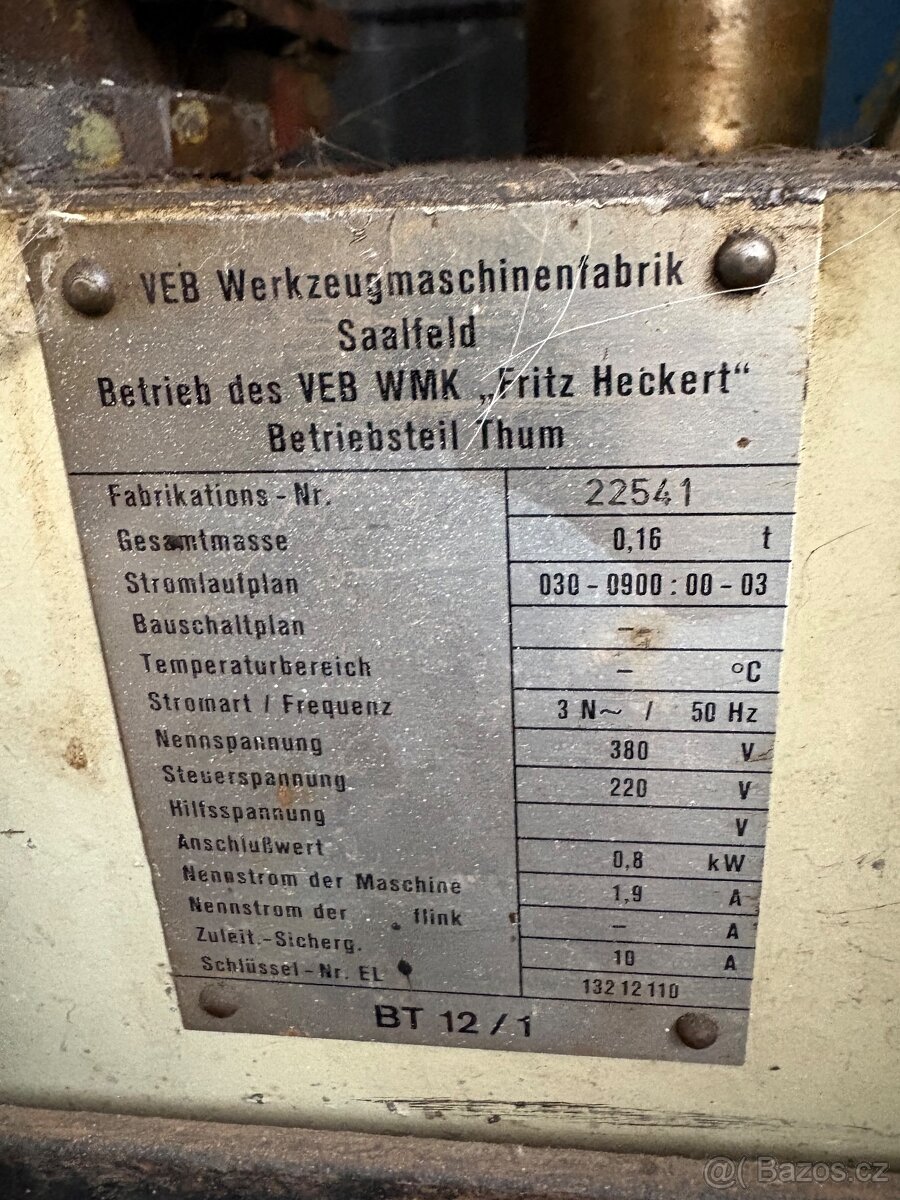 VEB Werkzeugmaschinenfabrik
Saalfeld
Betrieb des VEB WMK „Fritz Heckert“
Betriebsteil Thum
Fabrikations-Nr. 22541
Gesamtmasse 0,16 t
Stromlaufplan 030-0900:00-03
Bauschaltplan –
Temperaturbereich – °C
Stromart / Frequenz 3 N~ / 50 Hz
Nennspannung 380 V
Steuerspannung 220 V
Hilfsspannung V
Anschlußwert 0,8 kW
Nennstrom der Maschine 1,9 A
Nennstrom der flink – A
Zuleit.-Sicherg. 10 A
Schlüssel-Nr. EL 132 12 110
BT 12/1
@( Bazos.cz